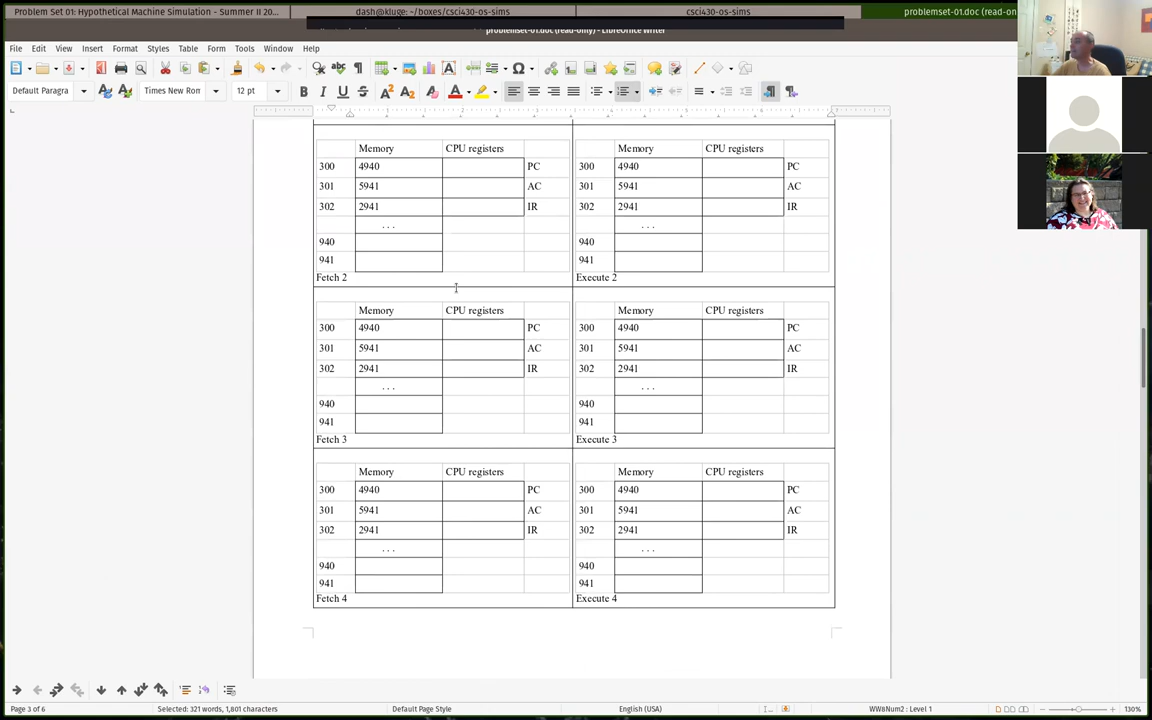 Problem Set 01: Hypothetical Machine Simulation - Summer II 20...
dash@kluge: ~/boxes/csci430-os-sims
csci430-os-sims
problemset-01.doc (read-on
problemset-01.doc (read-only) - LibreOffice Writer
File Edit View Insert Format Styles Table Form Tools Window Help
Default Paragra
Times New Rom
12 pt
Memory CPU registers
300 4940 PC
301 5941 AC
302 2941 IR
...
940
941
Fetch 2
Memory CPU registers
300 4940 PC
301 5941 AC
302 2941 IR
...
940
941
Execute 2
Memory CPU registers
300 4940 PC
301 5941 AC
302 2941 IR
...
940
941
Fetch 3
Memory CPU registers
300 4940 PC
301 5941 AC
302 2941 IR
...
940
941
Execute 3
Memory CPU registers
300 4940 PC
301 5941 AC
302 2941 IR
...
940
941
Fetch 4
Memory CPU registers
300 4940 PC
301 5941 AC
302 2941 IR
...
940
941
Execute 4
Page 3 of 6
Selected: 321 words, 1,801 characters
Default Page Style
English (USA)
WW8Num2 : Level 1
130%